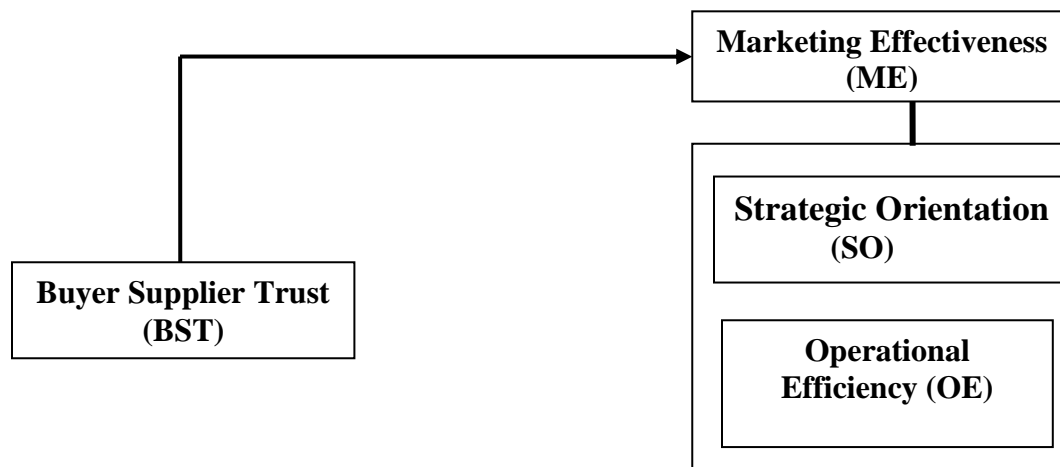 Marketing Effectiveness
(ME)
Strategic Orientation
(SO)
Buyer Supplier Trust
(BST)
Operational
Efficiency (OE)